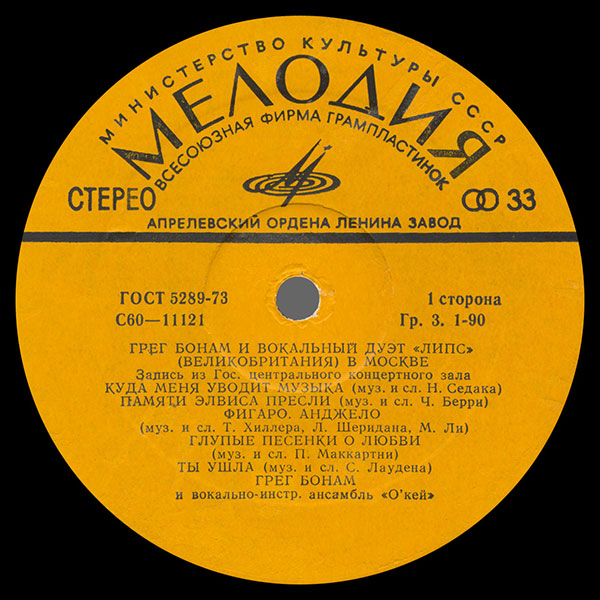 МИНИСТЕРСТВО КУЛЬТУРЫ СССР
МЕЛОДИЯ
ВСЕСОЮЗНАЯ ФИРМА ГРАМПЛАСТИНОК
СТЕРЕО
33
АПРЕЛЕВСКИЙ ОРДЕНА ЛЕНИНА ЗАВОД
ГОСТ 5289-73
1 сторона
С60—11121
Гр. 3. 1-90
ГРЕГ БОНАМ И ВОКАЛЬНЫЙ ДУЭТ «ЛИПС»
(ВЕЛИКОБРИТАНИЯ) В МОСКВЕ
Запись из Гос. центрального концертного зала
КУДА МЕНЯ УВОДИТ МУЗЫКА (муз. и сл. Н. Седака)
ПАМЯТИ ЭЛВИСА ПРЕСЛИ (муз. и сл. Ч. Берри)
ФИГАРО. АНДЖЕЛО
(муз. и сл. Т. Хиллера, Л. Шеридана, М. Ли)
ГЛУПЫЕ ПЕСЕНКИ О ЛЮБВИ
(муз. и сл. П. Маккартни)
ТЫ УШЛА (муз. и сл. С. Лаудена)
ГРЕГ БОНАМ
и вокально-инстр. ансамбль «О'кей»